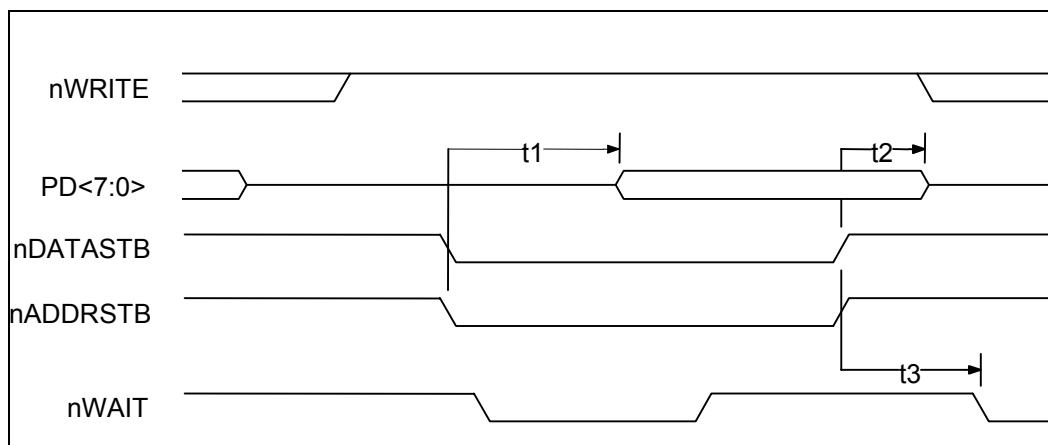 nWRITE
t1
t2
PD<7:0>
nDATASTB
nADDRSTB
t3
nWAIT